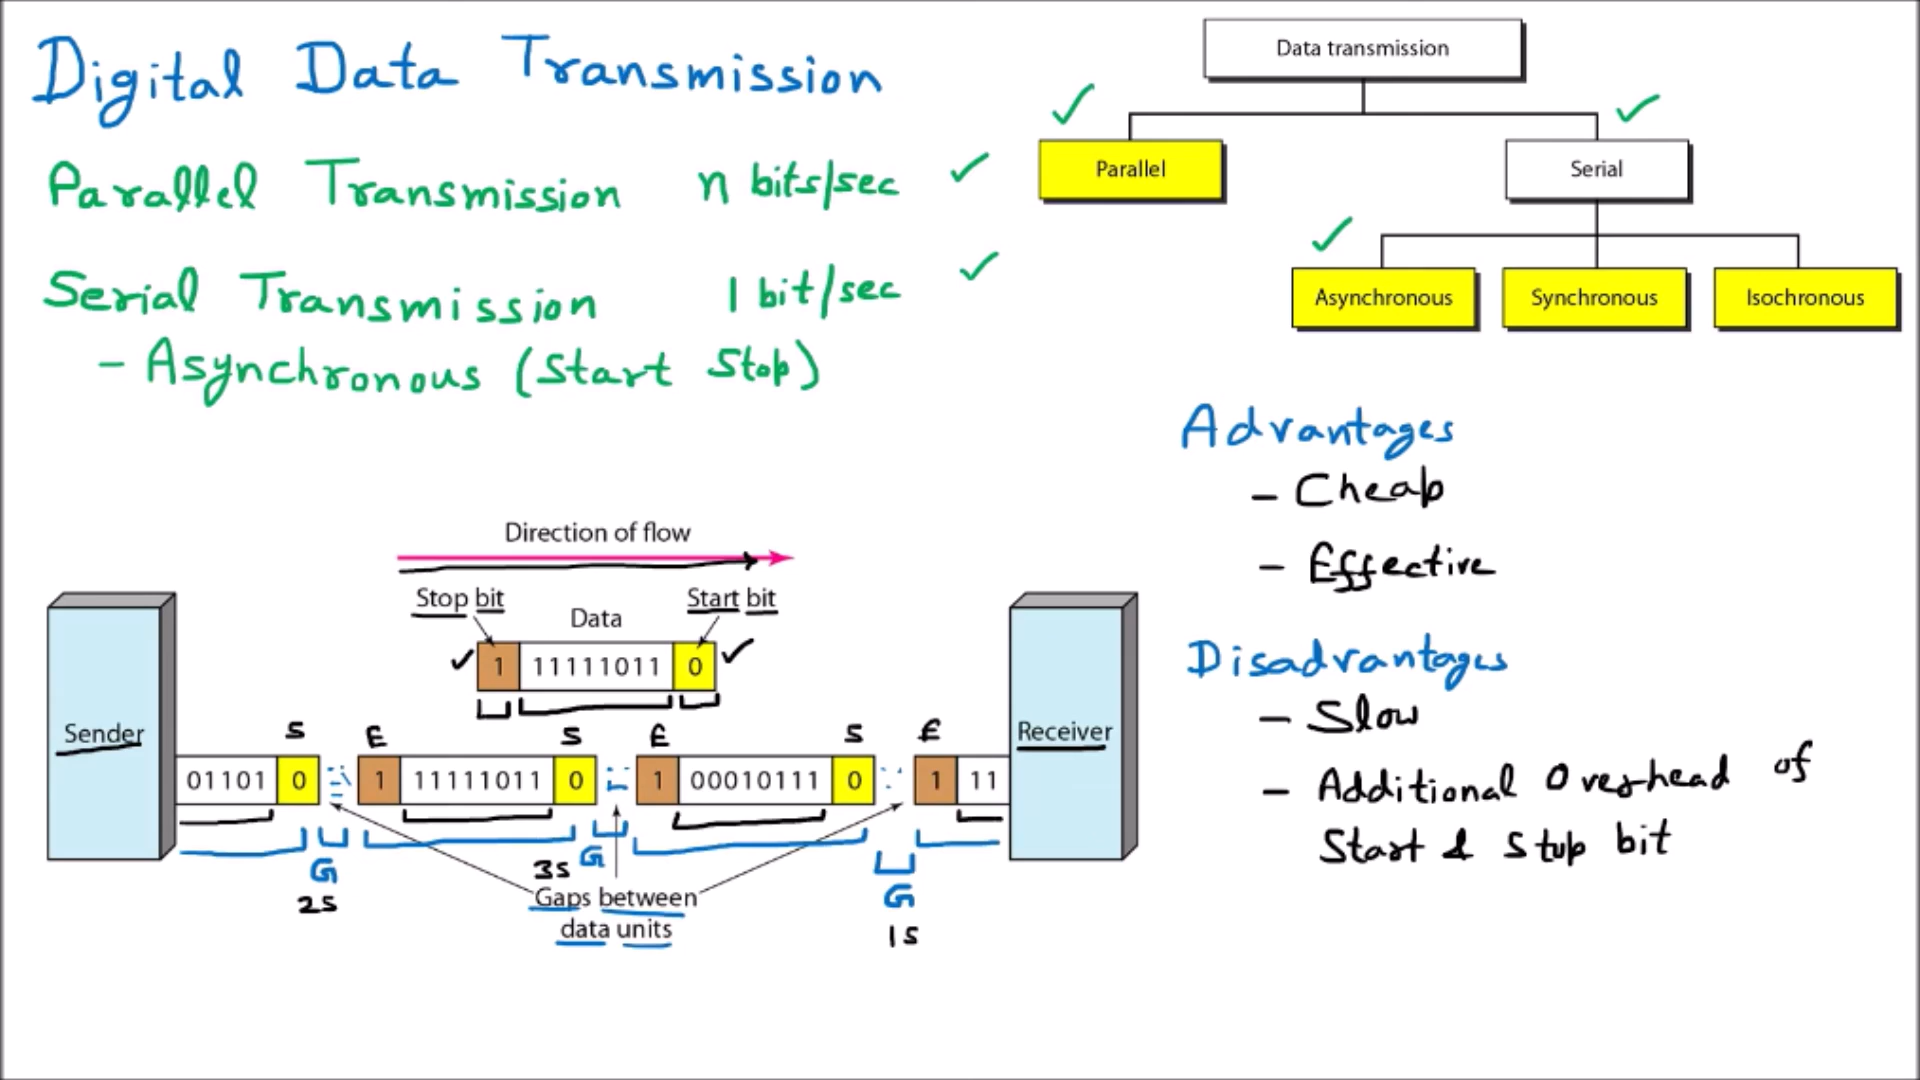 Digital Data Transmission
Parallel Transmission n bits/sec
Serial Transmission 1 bit/sec
- Asynchronous (Start Stop)
Data transmission
Parallel
Serial
Asynchronous
Synchronous
Isochronous
Advantages
- Cheap
- Effective
Disadvantages
- Slow
- Additional Overhead of
Start & Stop bit
Direction of flow
Stop bit
Data
Start bit
1 11111011 0
Sender
Receiver
S E S E S E
01101 0 1 11111011 0 1 00010111 0 1 11
G G G
2S 3S 1S
Gaps between
data units